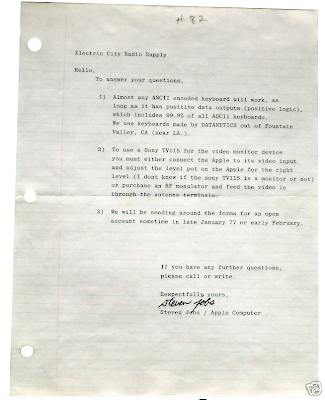 # 82
Electric City Radio Supply
Hello,
To answer your questions,
1) Almost any ASCII encoded keyboard will work, as
long as it has positive data outputs (positive logic),
which includes 99.9% of all ASCII keyboards.
We use keyboards made by DATANETICS out of Fountain
Valley, CA (near LA.).
2) To use a Sony TV115 for the video monitor device
you must either connect the Apple to its video input
and adjust the level pot on the Apple for the right
level (I dont know if the sony TV115 is a monitor or not)
or purchase an RF modulator and feed the video in
through the antenna terminals.
3) We will be sending around the forms for an open
account sometime in late January 77 or early February.
If you have any further questions,
please call or write.
Respectfully yours,
steven jobs
Steven Jobs / Apple Computer